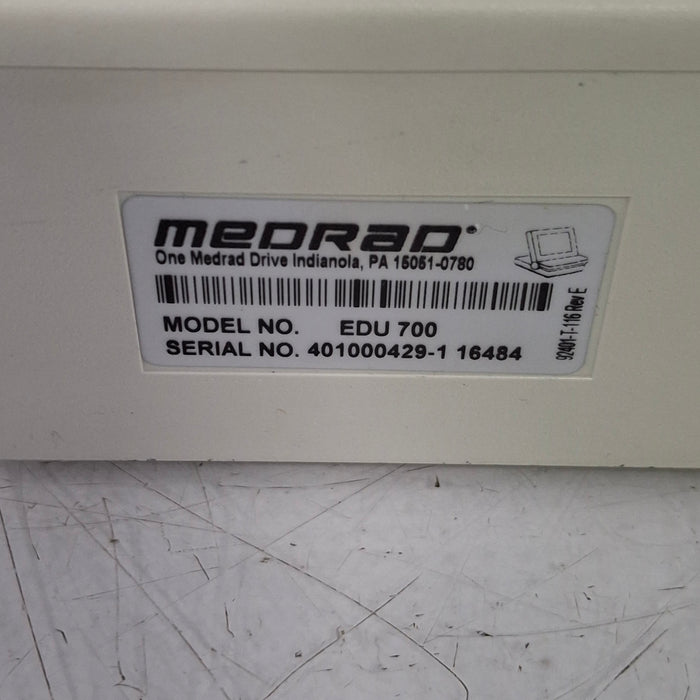 MEDRAD®
One Medrad Drive Indianola, PA 15051-0780
MODEL NO. EDU 700
SERIAL NO. 401000429-1 16484
92401-T-116 Rev E